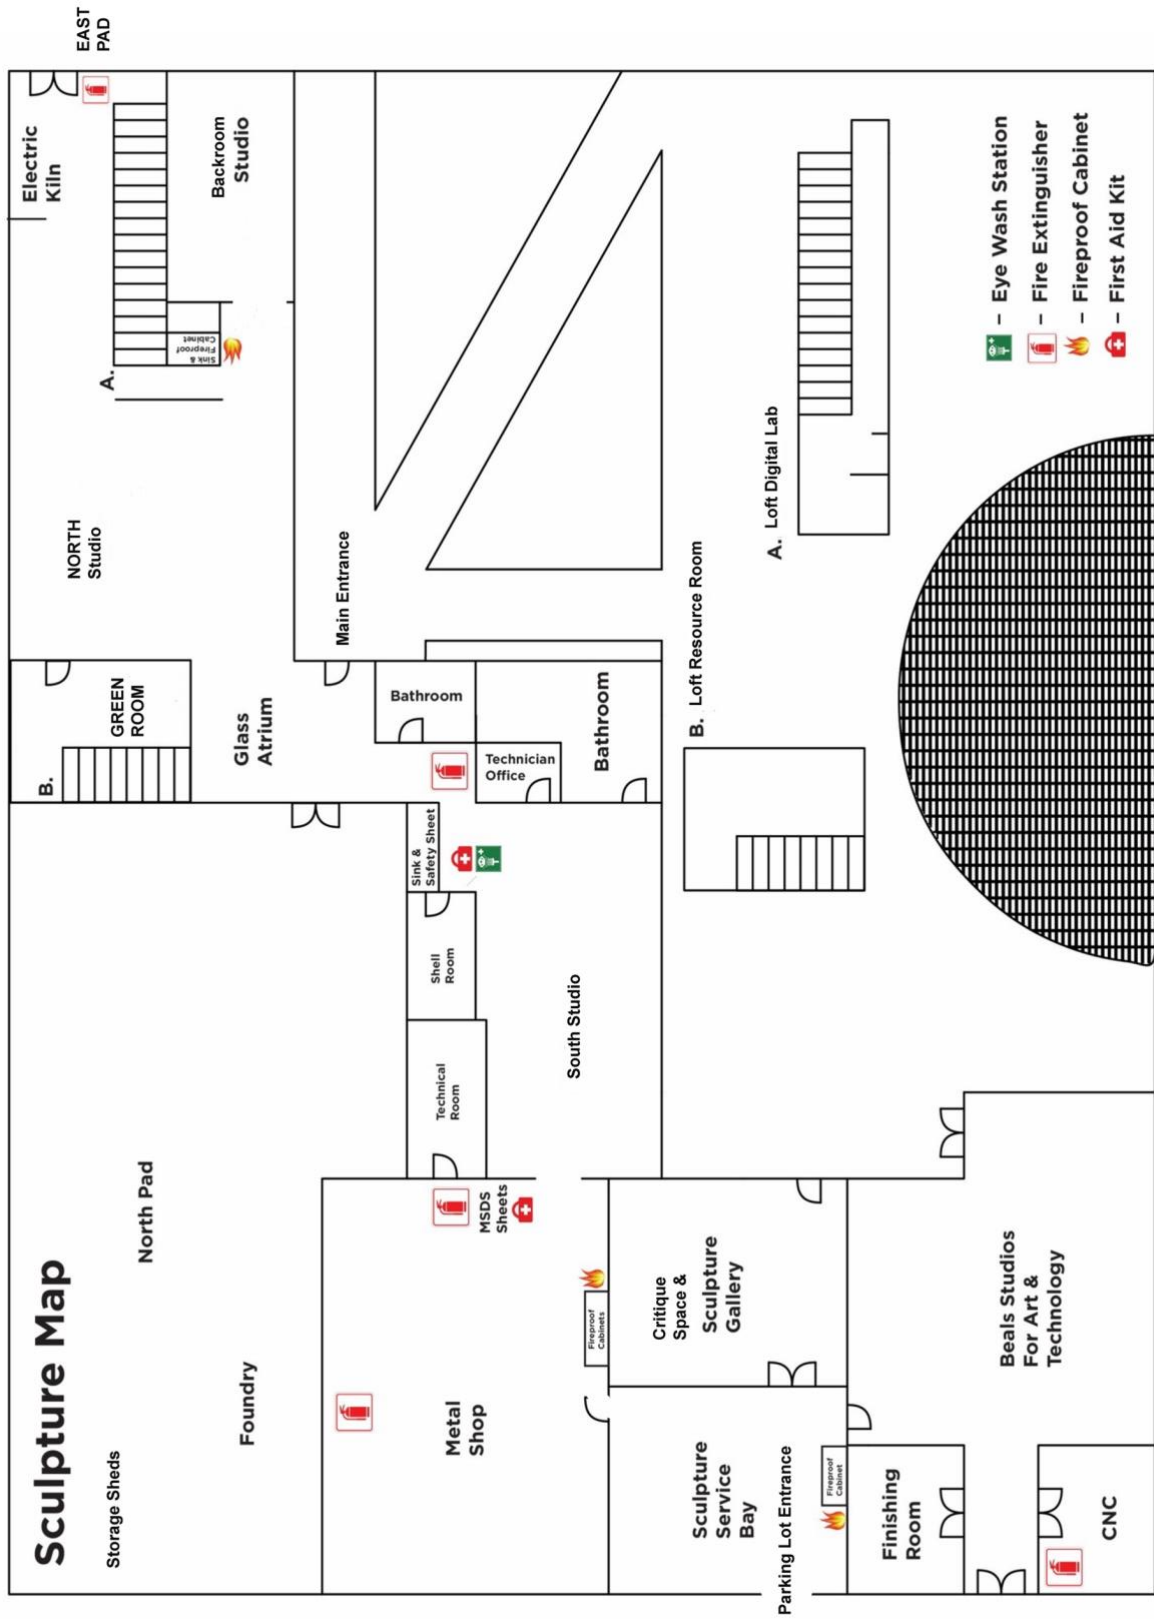 Sculpture Map
Storage Sheds
North Pad
Foundry
B.
GREEN
ROOM
NORTH
Studio
A.
Electric
Kiln
EAST
PAD
Backroom
Studio
Sink &
Fireproof
Cabinet
Glass
Atrium
Main Entrance
Bathroom
Technician
Office
Bathroom
Sink &
Safety Sheet
Shell
Room
Technical
Room
South Studio
MSDS
Sheets
Metal
Shop
Fireproof
Cabinets
Critique
Space &
Sculpture
Gallery
Sculpture
Service
Bay
Parking Lot Entrance
Fireproof
Cabinet
Finishing
Room
Beals Studios
For Art &
Technology
CNC
B. Loft Resource Room
A. Loft Digital Lab
– Eye Wash Station
– Fire Extinguisher
– Fireproof Cabinet
– First Aid Kit